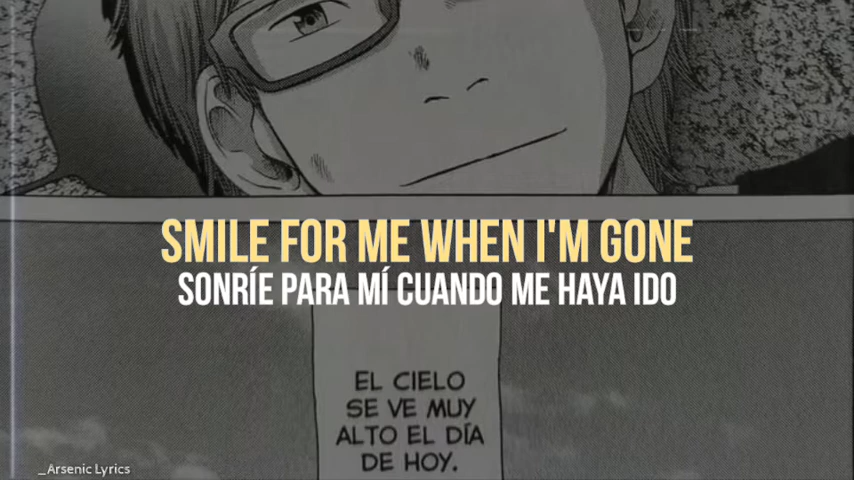 SMILE FOR ME WHEN I'M GONE
SONRÍE PARA MÍ CUANDO ME HAYA IDO
EL CIELO
SE VE MUY
ALTO EL DÍA
DE HOY.
_Arsenic Lyrics